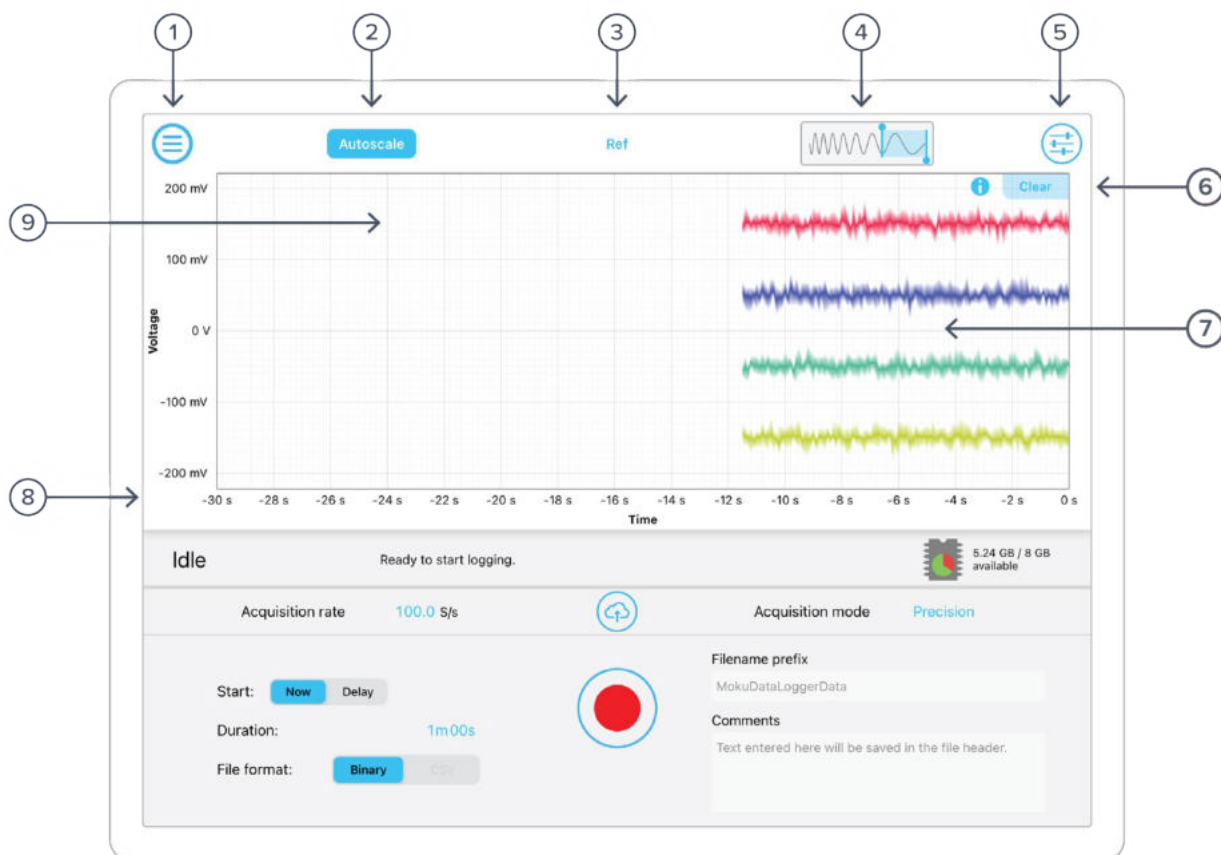 1 2 3 4 5
Autoscale Ref
200 mV Clear 6
9
100 mV
Voltage
0 V 7
-100 mV
-200 mV
8 -30 s -28 s -26 s -24 s -22 s -20 s -18 s -16 s -14 s -12 s -10 s -8 s -6 s -4 s -2 s 0 s
Time
Idle Ready to start logging. 5.24 GB / 8 GB
available
Acquisition rate 100.0 S/s Acquisition mode Precision
Filename prefix
Start: Now Delay MokuDataLoggerData
Duration: 1m00s Comments
Text entered here will be saved in the file header.
File format: Binary CSV